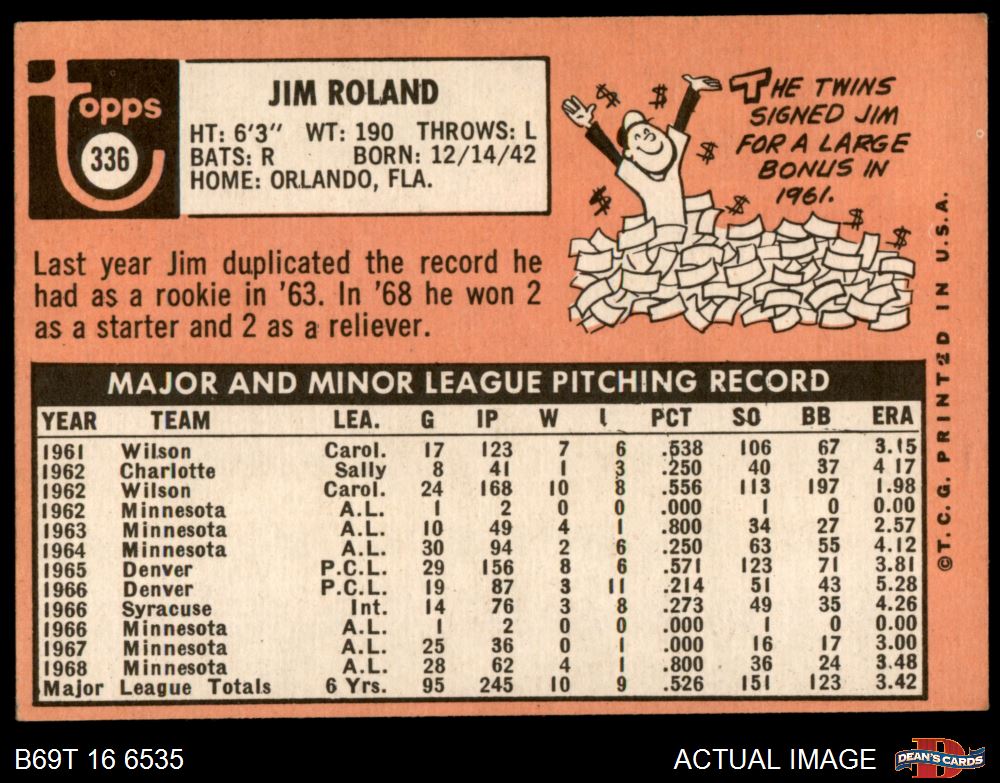 Topps
336
JIM ROLAND
HT: 6'3" WT: 190 THROWS: L
BATS: R BORN: 12/14/42
HOME: ORLANDO, FLA.
THE TWINS
SIGNED JIM
FOR A LARGE
BONUS IN
1961.
Last year Jim duplicated the record he
had as a rookie in '63. In '68 he won 2
as a starter and 2 as a reliever.
MAJOR AND MINOR LEAGUE PITCHING RECORD
YEAR TEAM LEA. G IP W L PCT SO BB ERA
1961 Wilson Carol. 17 123 7 6 .538 106 67 3.15
1962 Charlotte Sally 8 41 1 3 .250 40 37 4.17
1962 Wilson Carol. 24 168 10 8 .556 113 197 1.98
1962 Minnesota A.L. 1 2 0 0 .000 1 0 0.00
1963 Minnesota A.L. 10 49 4 1 .800 34 27 2.57
1964 Minnesota A.L. 30 94 2 6 .250 63 55 4.12
1965 Denver P.C.L. 29 156 8 6 .571 123 71 3.81
1966 Denver P.C.L. 19 87 3 11 .214 51 43 5.28
1966 Syracuse Int. 14 76 3 8 .273 49 35 4.26
1966 Minnesota A.L. 1 2 0 0 .000 1 0 0.00
1967 Minnesota A.L. 25 36 0 1 .000 16 17 3.00
1968 Minnesota A.L. 28 62 4 1 .800 36 24 3.48
Major League Totals 6 Yrs. 95 245 10 9 .526 151 123 3.42
©T.C.G. PRINTED IN U.S.A.
B69T 16 6535
ACTUAL IMAGE
D
DEAN'S CARDS